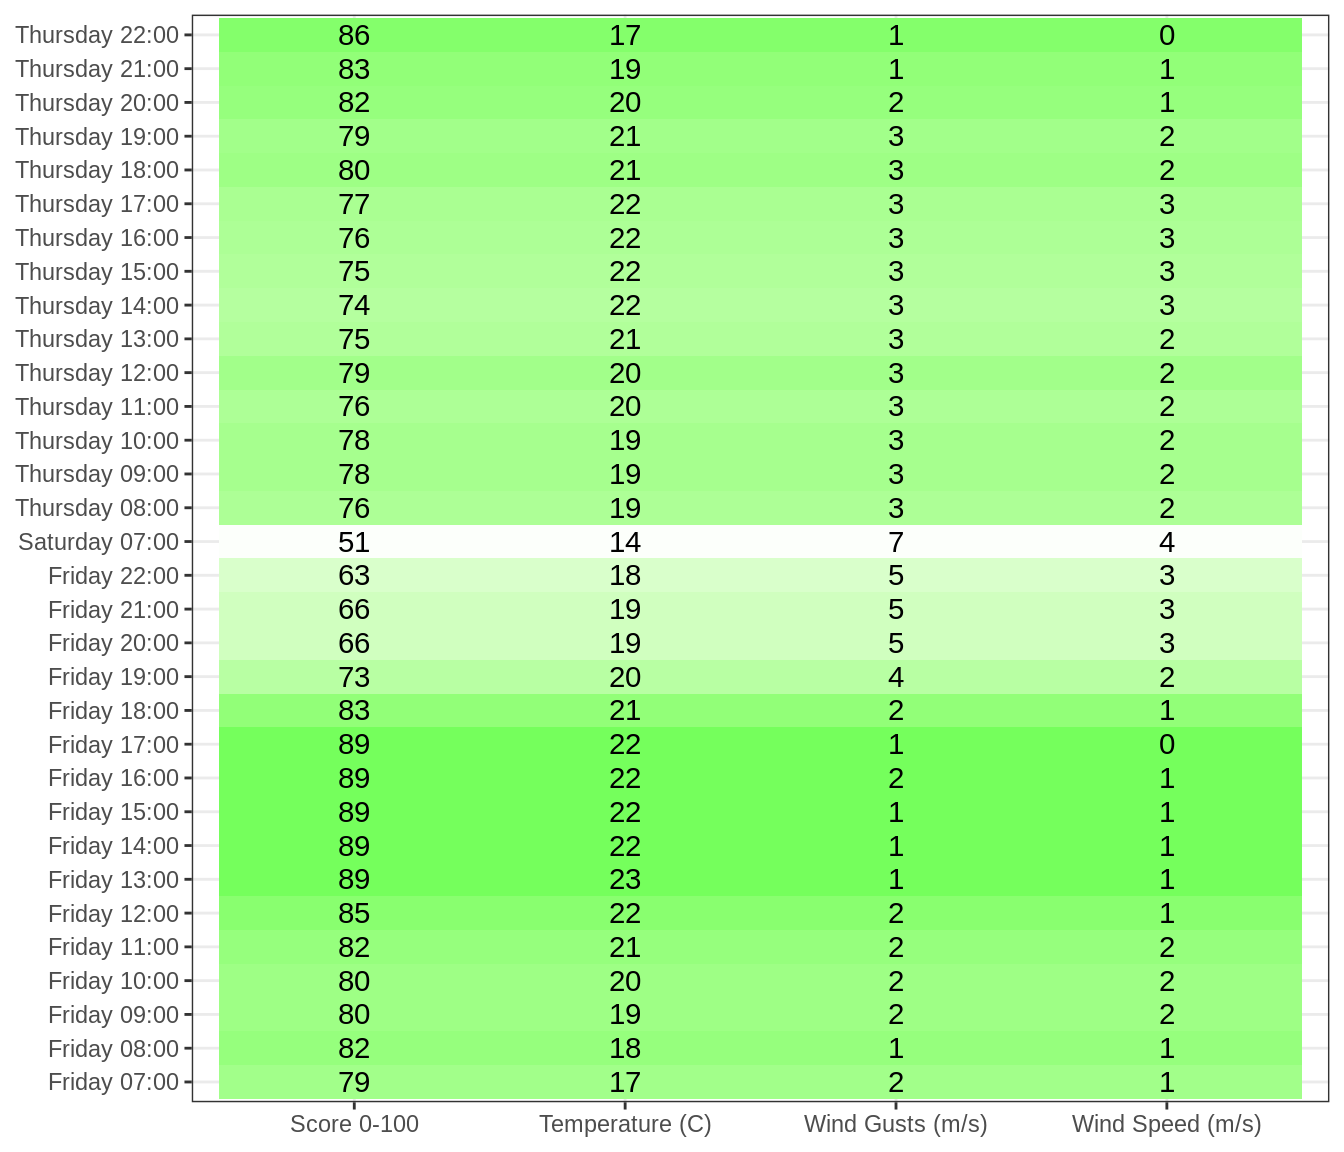 Thursday 22:00 86 17 1 0
Thursday 21:00 83 19 1 1
Thursday 20:00 82 20 2 1
Thursday 19:00 79 21 3 2
Thursday 18:00 80 21 3 2
Thursday 17:00 77 22 3 3
Thursday 16:00 76 22 3 3
Thursday 15:00 75 22 3 3
Thursday 14:00 74 22 3 3
Thursday 13:00 75 21 3 2
Thursday 12:00 79 20 3 2
Thursday 11:00 76 20 3 2
Thursday 10:00 78 19 3 2
Thursday 09:00 78 19 3 2
Thursday 08:00 76 19 3 2
Saturday 07:00 51 14 7 4
Friday 22:00 63 18 5 3
Friday 21:00 66 19 5 3
Friday 20:00 66 19 5 3
Friday 19:00 73 20 4 2
Friday 18:00 83 21 2 1
Friday 17:00 89 22 1 0
Friday 16:00 89 22 2 1
Friday 15:00 89 22 1 1
Friday 14:00 89 22 1 1
Friday 13:00 89 23 1 1
Friday 12:00 85 22 2 1
Friday 11:00 82 21 2 2
Friday 10:00 80 20 2 2
Friday 09:00 80 19 2 2
Friday 08:00 82 18 1 1
Friday 07:00 79 17 2 1
Score 0-100 Temperature (C) Wind Gusts (m/s) Wind Speed (m/s)